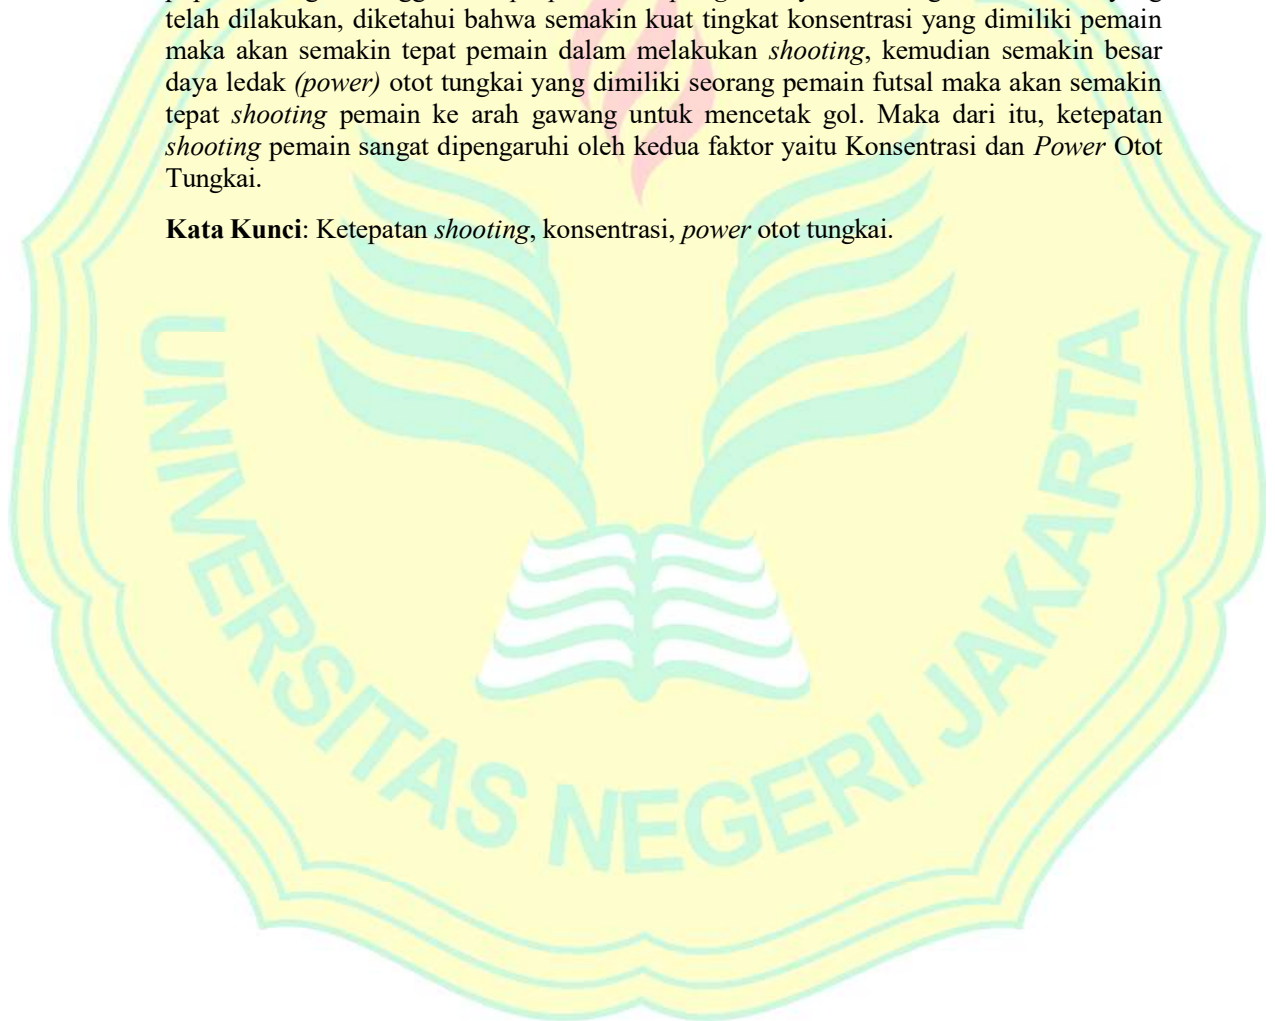 telah dilakukan, diketahui bahwa semakin kuat tingkat konsentrasi yang dimiliki pemain
maka akan semakin tepat pemain dalam melakukan shooting, kemudian semakin besar
daya ledak (power) otot tungkai yang dimiliki seorang pemain futsal maka akan semakin
tepat shooting pemain ke arah gawang untuk mencetak gol. Maka dari itu, ketepatan
shooting pemain sangat dipengaruhi oleh kedua faktor yaitu Konsentrasi dan Power Otot
Tungkai.
Kata Kunci: Ketepatan shooting, konsentrasi, power otot tungkai.
UNIVERSITAS NEGERI JAKARTA